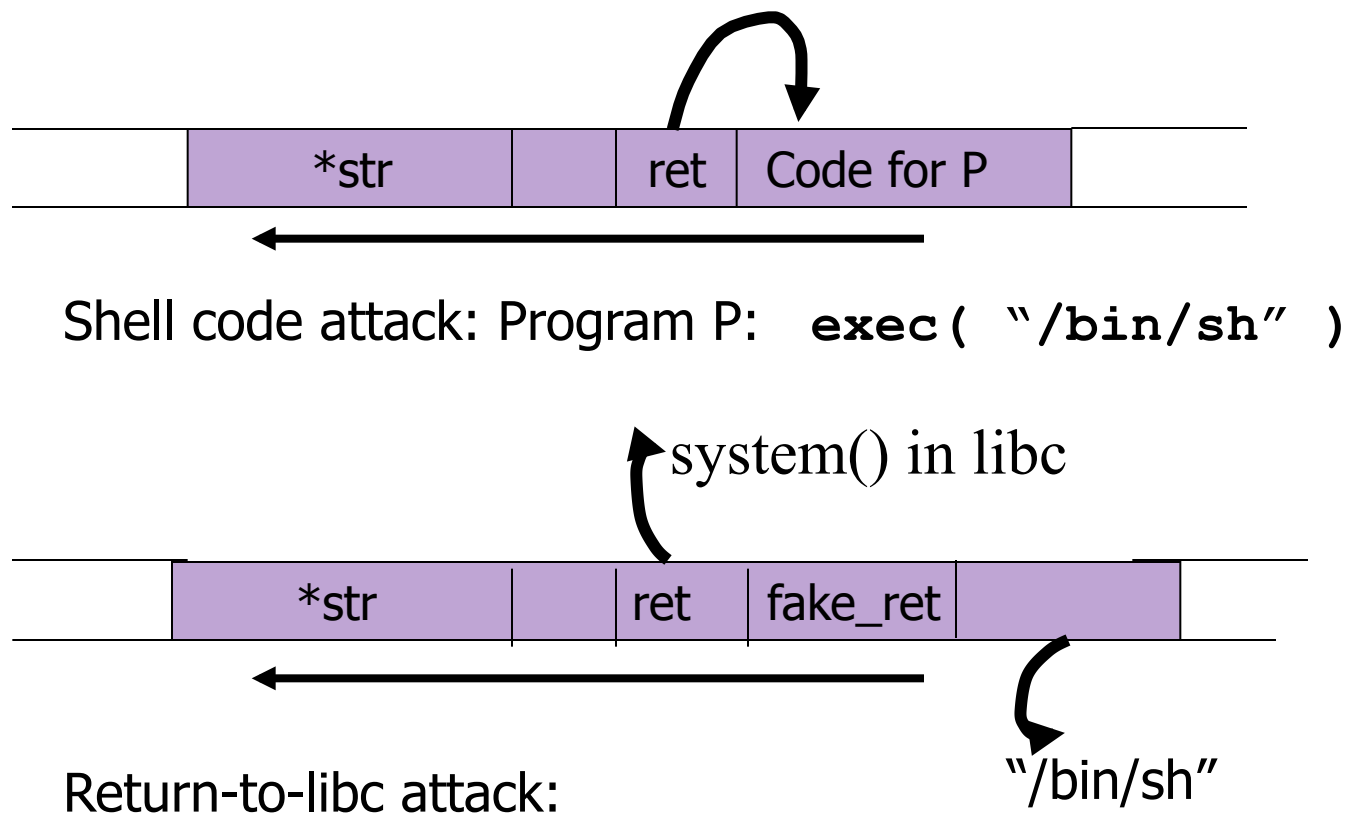 *str ret Code for P
Shell code attack: Program P: exec( “/bin/sh” )
system() in libc
*str ret fake_ret
Return-to-libc attack:
“/bin/sh”